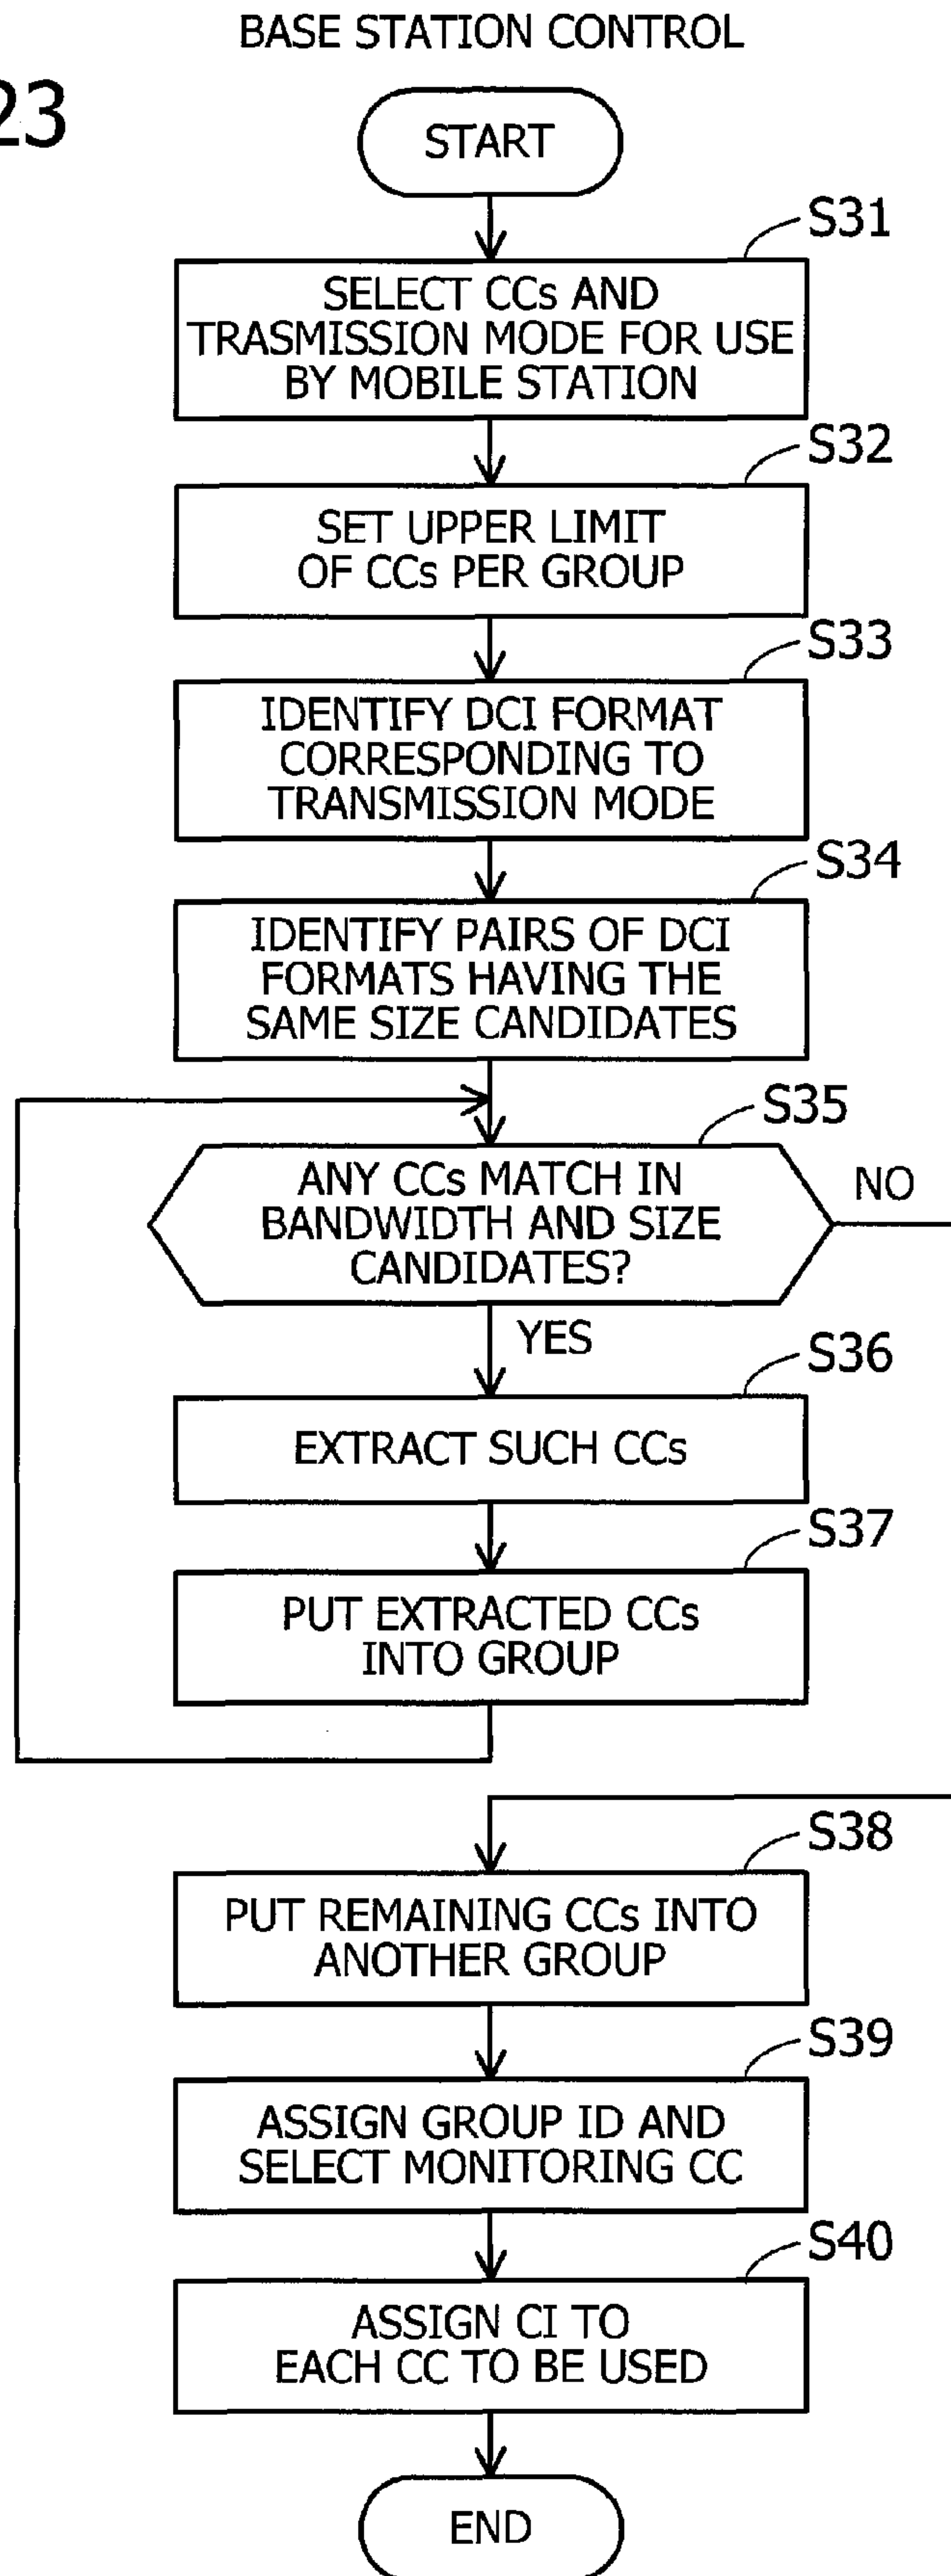 BASE STATION CONTROL
23
START
S31
SELECT CCs AND
TRASMISSION MODE FOR USE
BY MOBILE STATION
S32
SET UPPER LIMIT
OF CCs PER GROUP
S33
IDENTIFY DCI FORMAT
CORRESPONDING TO
TRANSMISSION MODE
S34
IDENTIFY PAIRS OF DCI
FORMATS HAVING THE
SAME SIZE CANDIDATES
S35
ANY CCs MATCH IN
BANDWIDTH AND SIZE
CANDIDATES?
NO
YES
S36
EXTRACT SUCH CCs
S37
PUT EXTRACTED CCs
INTO GROUP
S38
PUT REMAINING CCs INTO
ANOTHER GROUP
S39
ASSIGN GROUP ID AND
SELECT MONITORING CC
S40
ASSIGN CI TO
EACH CC TO BE USED
END